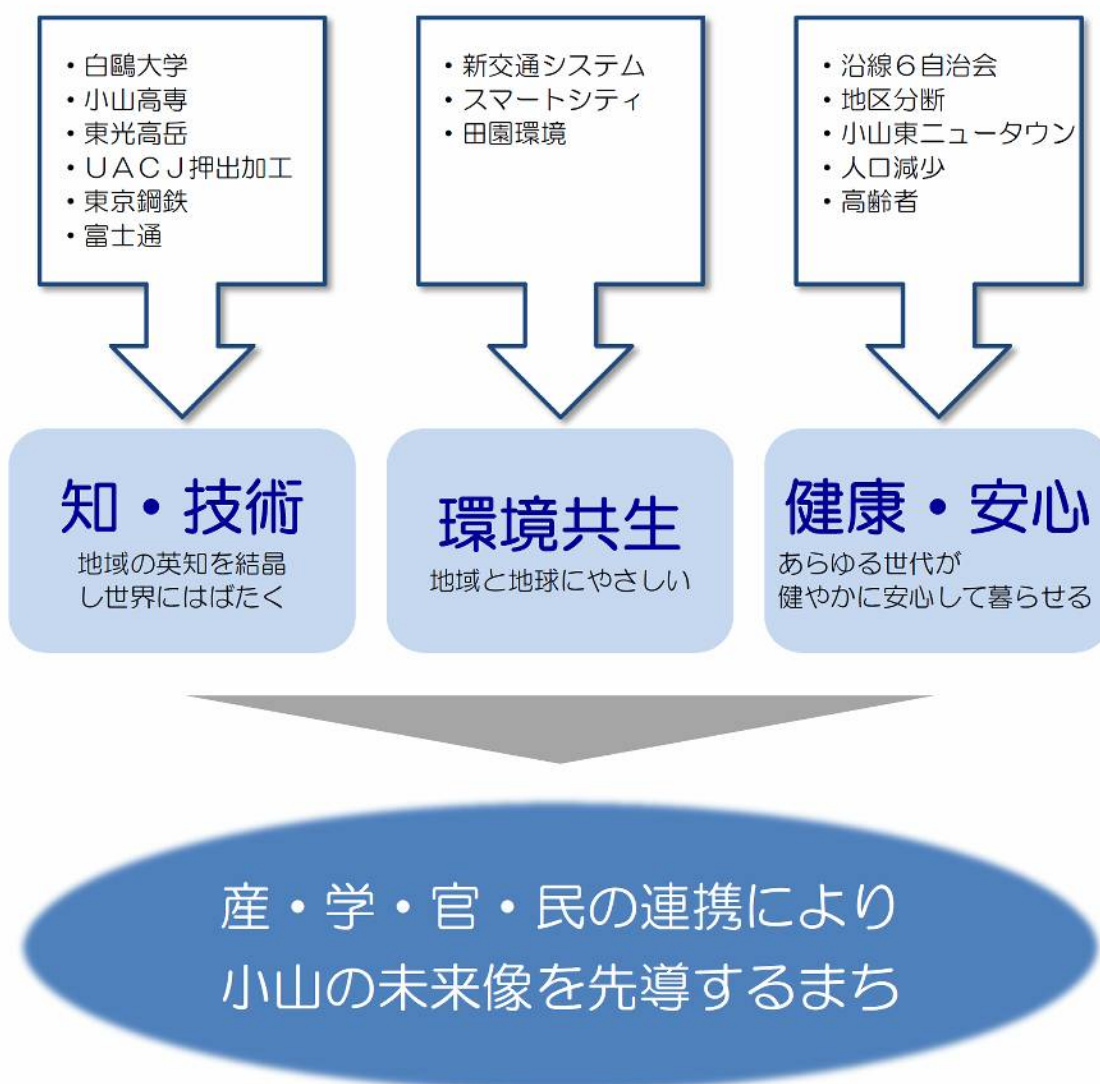 ・白鷗大学
・小山高専
・東光高岳
・ＵＡＣＪ押出加工
・東京鋼鉄
・富士通
・新交通システム
・スマートシティ
・田園環境
・沿線６自治会
・地区分断
・小山東ニュータウン
・人口減少
・高齢者
知・技術
地域の英知を結晶
し世界にはばたく
環境共生
地域と地球にやさしい
健康・安心
あらゆる世代が
健やかに安心して暮らせる
産・学・官・民の連携により
小山の未来像を先導するまち